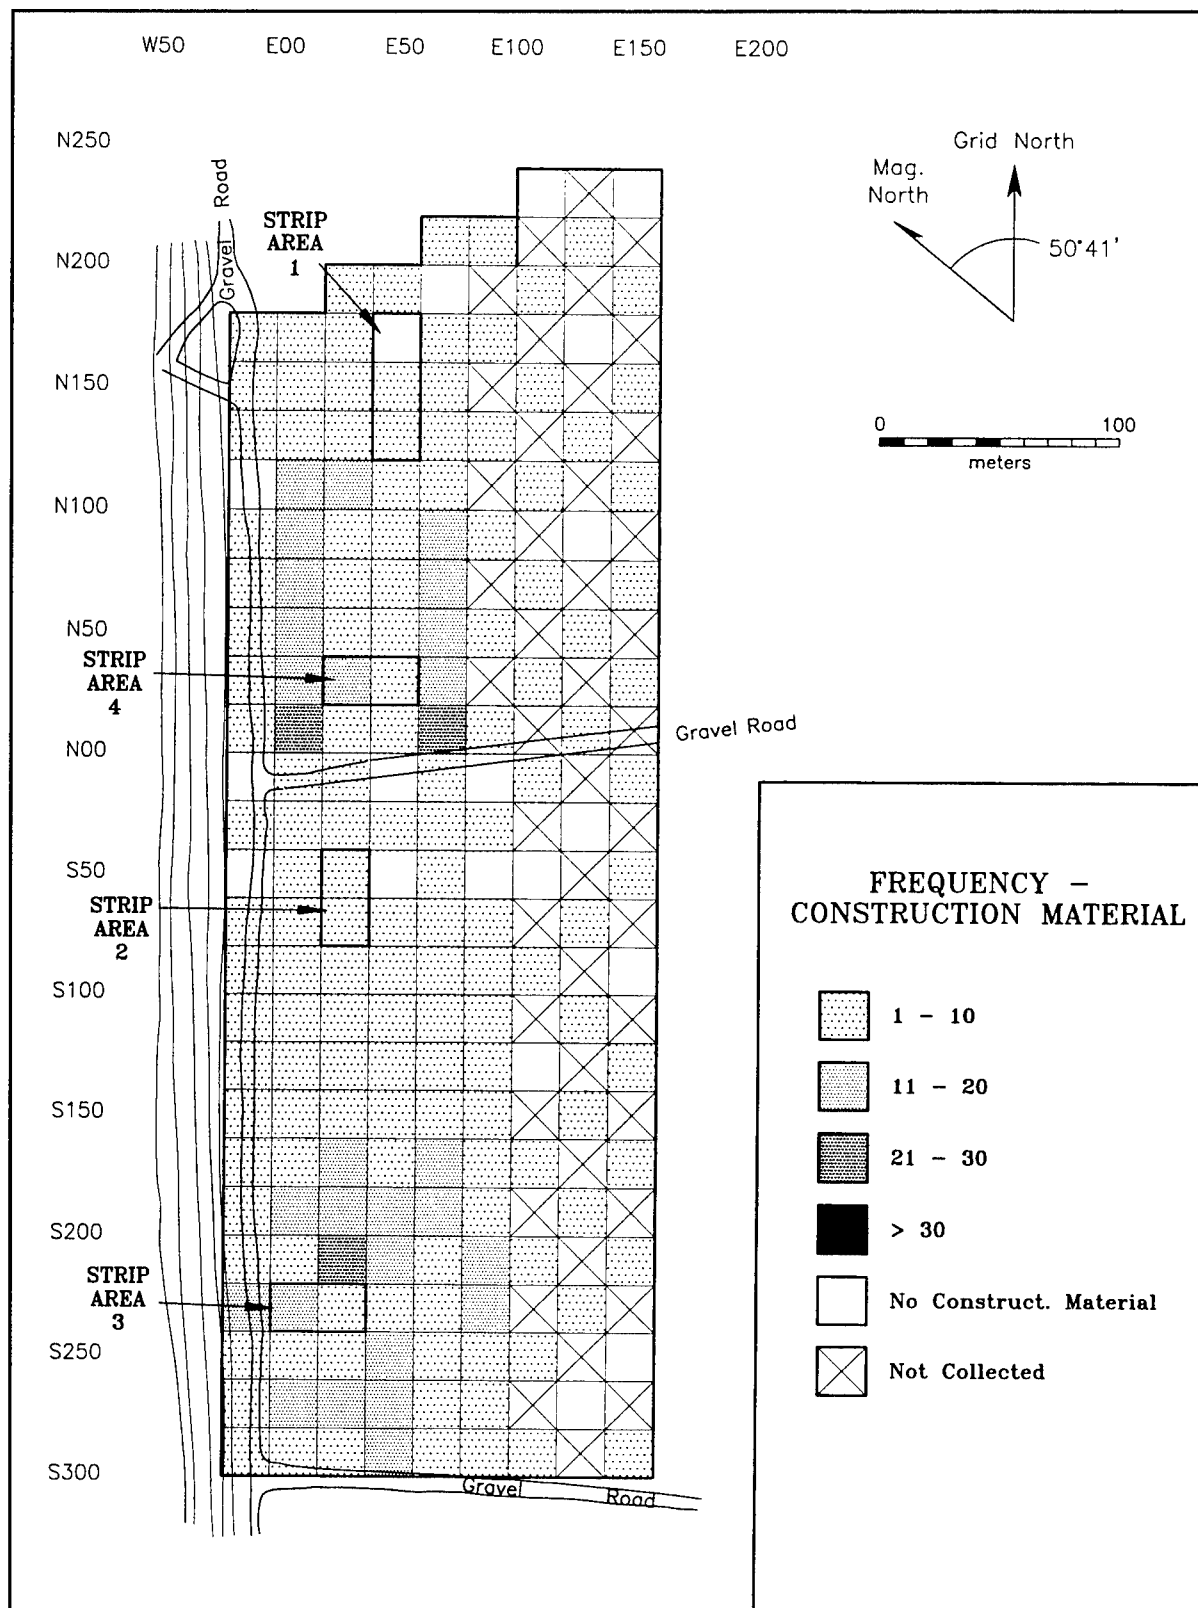 W50 E00 E50 E100 E150 E200
N250
N200
N150
N100
N50
N00
S50
S100
S150
S200
S250
S300
Gravel Road
STRIP
AREA
1
STRIP
AREA
4
STRIP
AREA
2
STRIP
AREA
3
Gravel Road
Gravel Road
Grid North
Mag.
North
50°41'
0 100
meters
FREQUENCY –
CONSTRUCTION MATERIAL
1 – 10
11 – 20
21 – 30
> 30
No Construct. Material
Not Collected